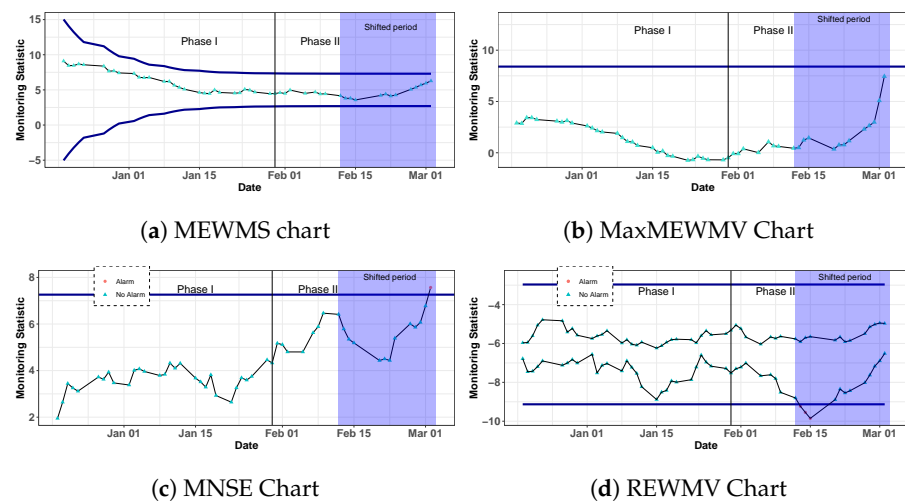 Monitoring Statistic
15
10
5
0
−5
Phase I
Phase II
Shifted period
Jan 01
Jan 15
Feb 01
Feb 15
Mar 01
Date
(a) MEWMS chart
Monitoring Statistic
10
5
0
Phase I
Phase II
Shifted period
Jan 01
Jan 15
Feb 01
Feb 15
Mar 01
Date
(b) MaxMEWMV Chart
Monitoring Statistic
8
6
4
2
Alarm
No Alarm
Phase I
Phase II
Shifted period
Jan 01
Jan 15
Feb 01
Feb 15
Mar 01
Date
(c) MNSE Chart
Monitoring Statistic
−4
−6
−8
−10
Alarm
No Alarm
Phase I
Phase II
Shifted period
Jan 01
Jan 15
Feb 01
Feb 15
Mar 01
Date
(d) REWMV Chart